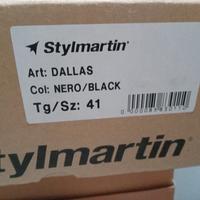 Stylmartin®
Art: DALLAS
Col: NERO/BLACK
Tg/Sz: 41
Stylmartin®